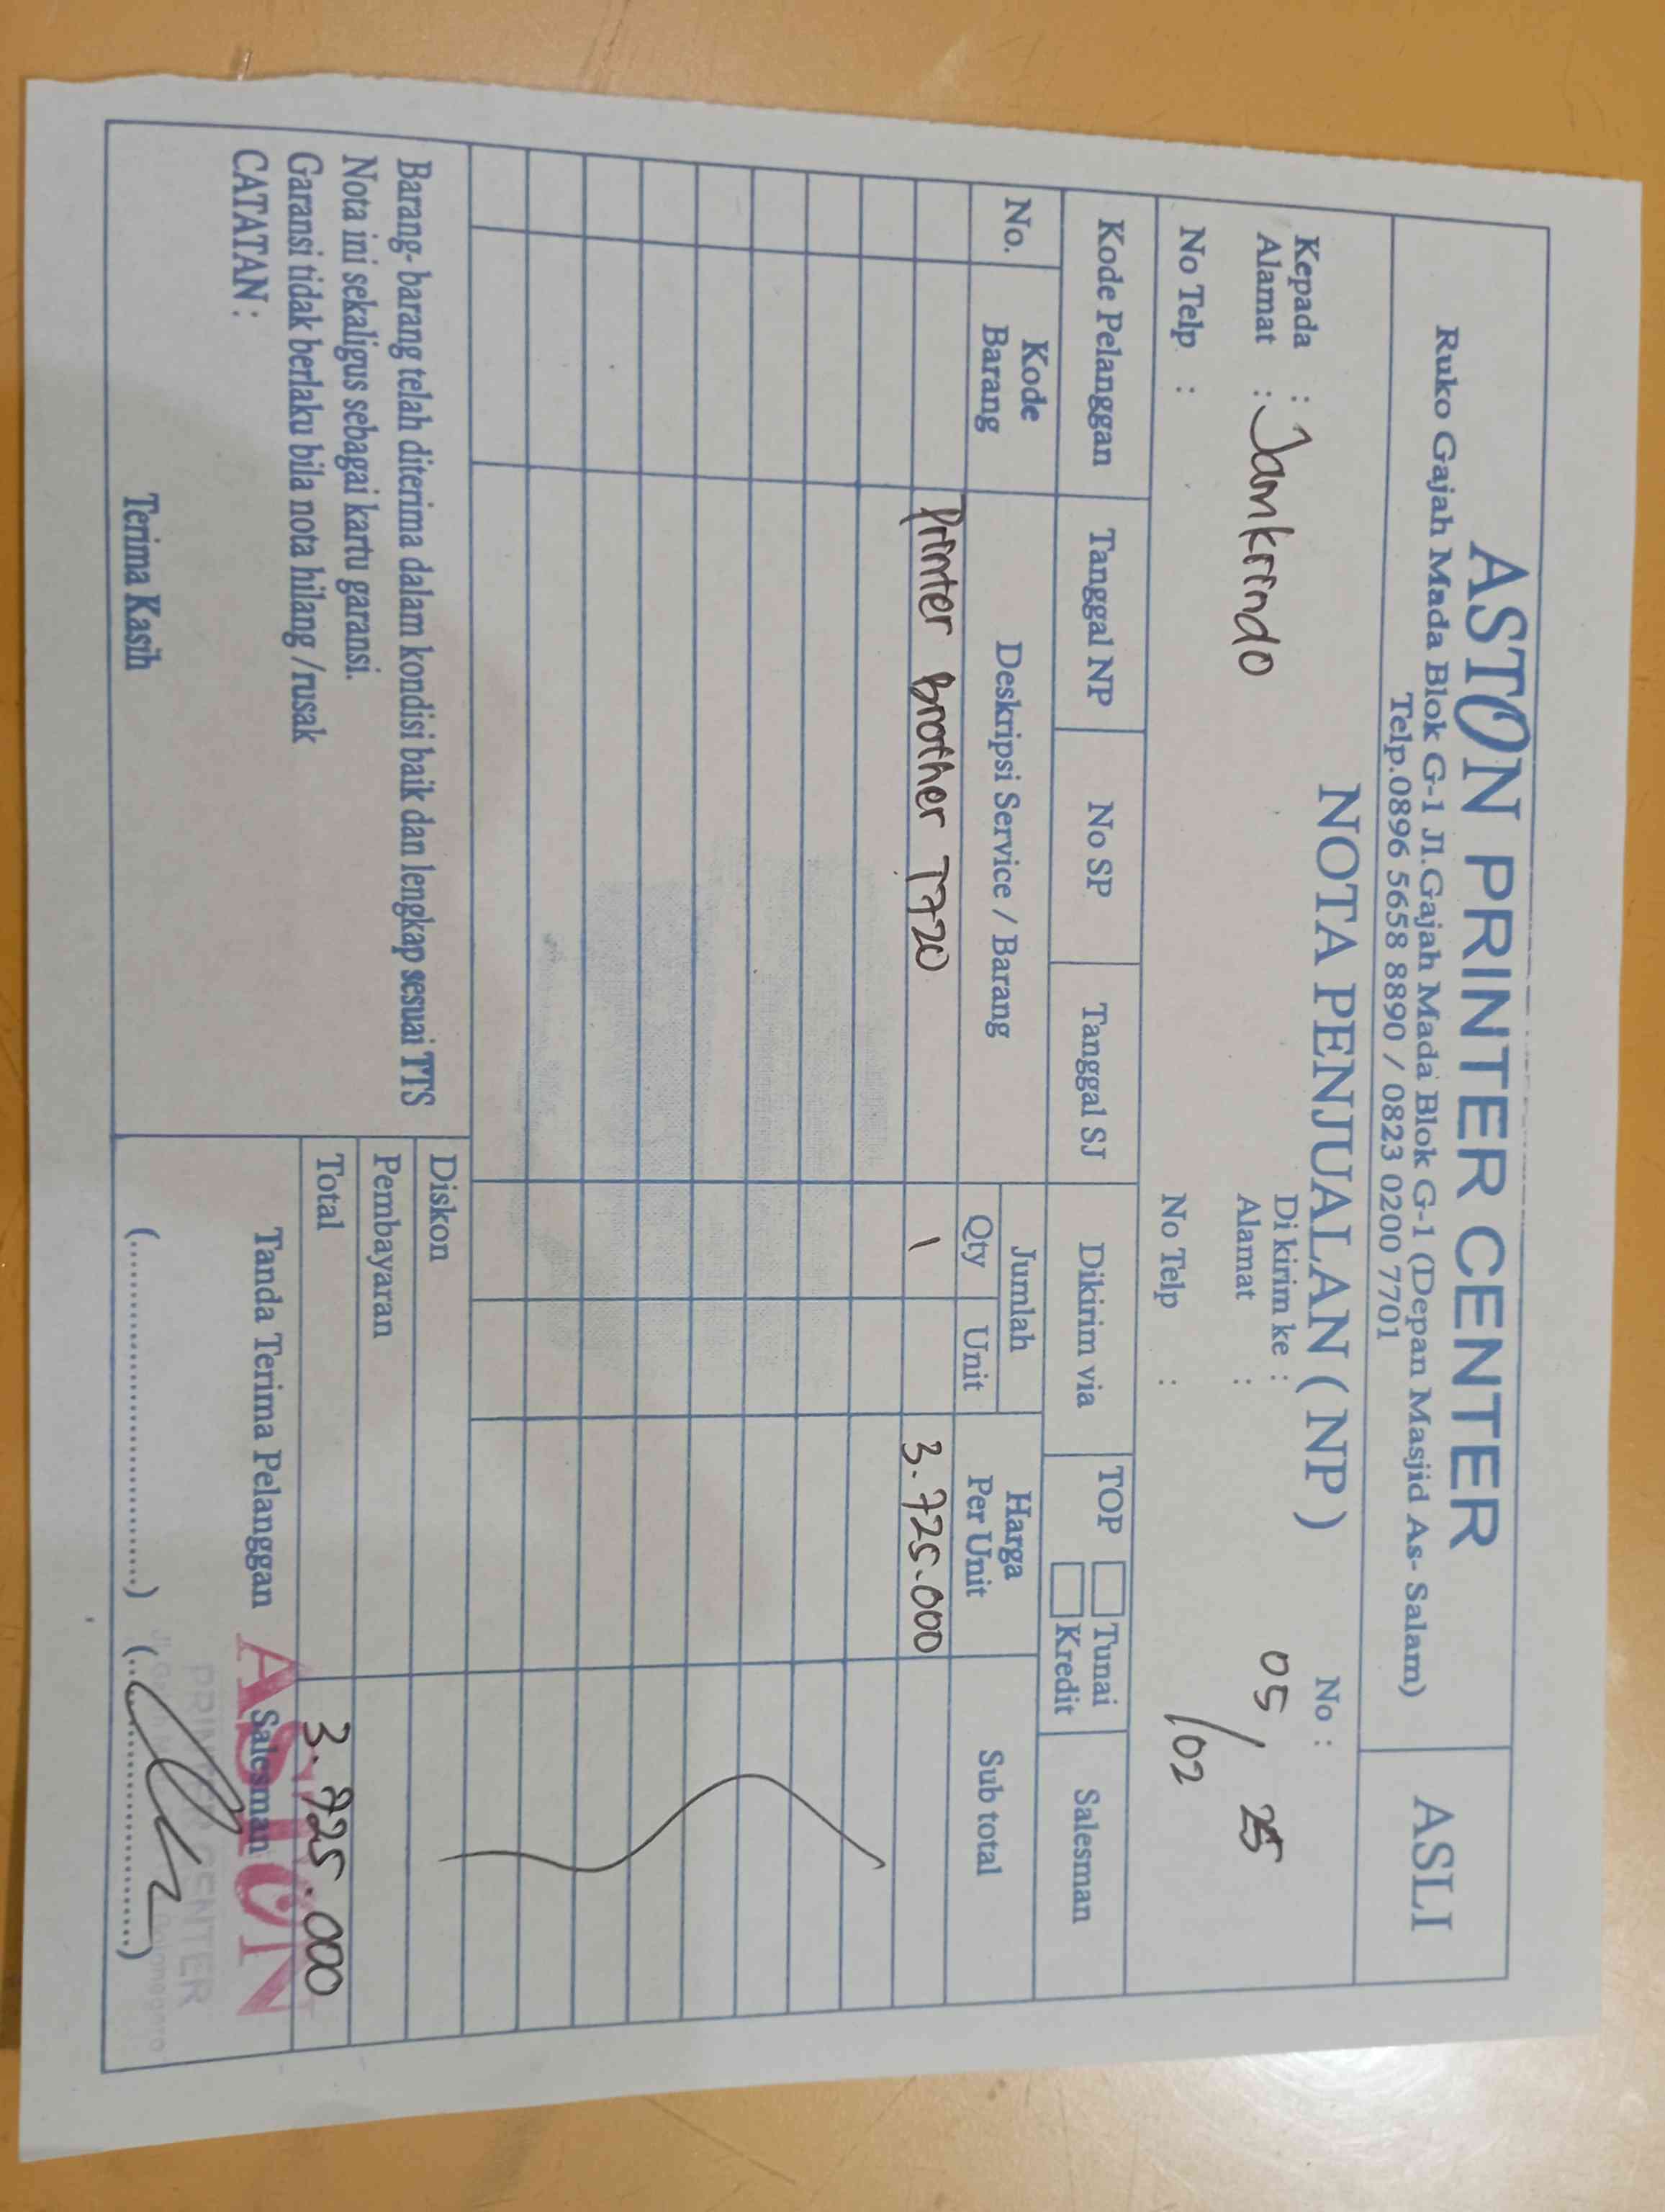 ASTON PRINTER CENTER
Ruko Gajah Mada Blok G-1 Jl.Gajah Mada Blok G-1 (Depan Masjid As- Salam)
Telp.0896 5658 8890 / 0823 0200 7701
ASLI
NOTA PENJUALAN ( NP )
No :
Kepada :
Alamat : Jamkrindo
No Telp :
Di kirim ke :
Alamat :
No Telp :
05 / 02 25
Kode Pelanggan Tanggal NP No SP Tanggal SJ Dikirim via TOP Tunai Kredit Salesman
No. Kode Barang Deskripsi Service / Barang Jumlah Qty Unit Harga Per Unit Sub total
Printer Brother T720 1 3.725.000
Barang- barang telah diterima dalam kondisi baik dan lengkap sesuai TTS
Nota ini sekaligus sebagai kartu garansi.
Garansi tidak berlaku bila nota hilang /rusak
CATATAN :
Terima Kasih
Diskon
Pembayaran
Total 3.725.000
Tanda Terima Pelanggan Salesman
ASTON
PRINTER CENTER
(..............................) (..............................)